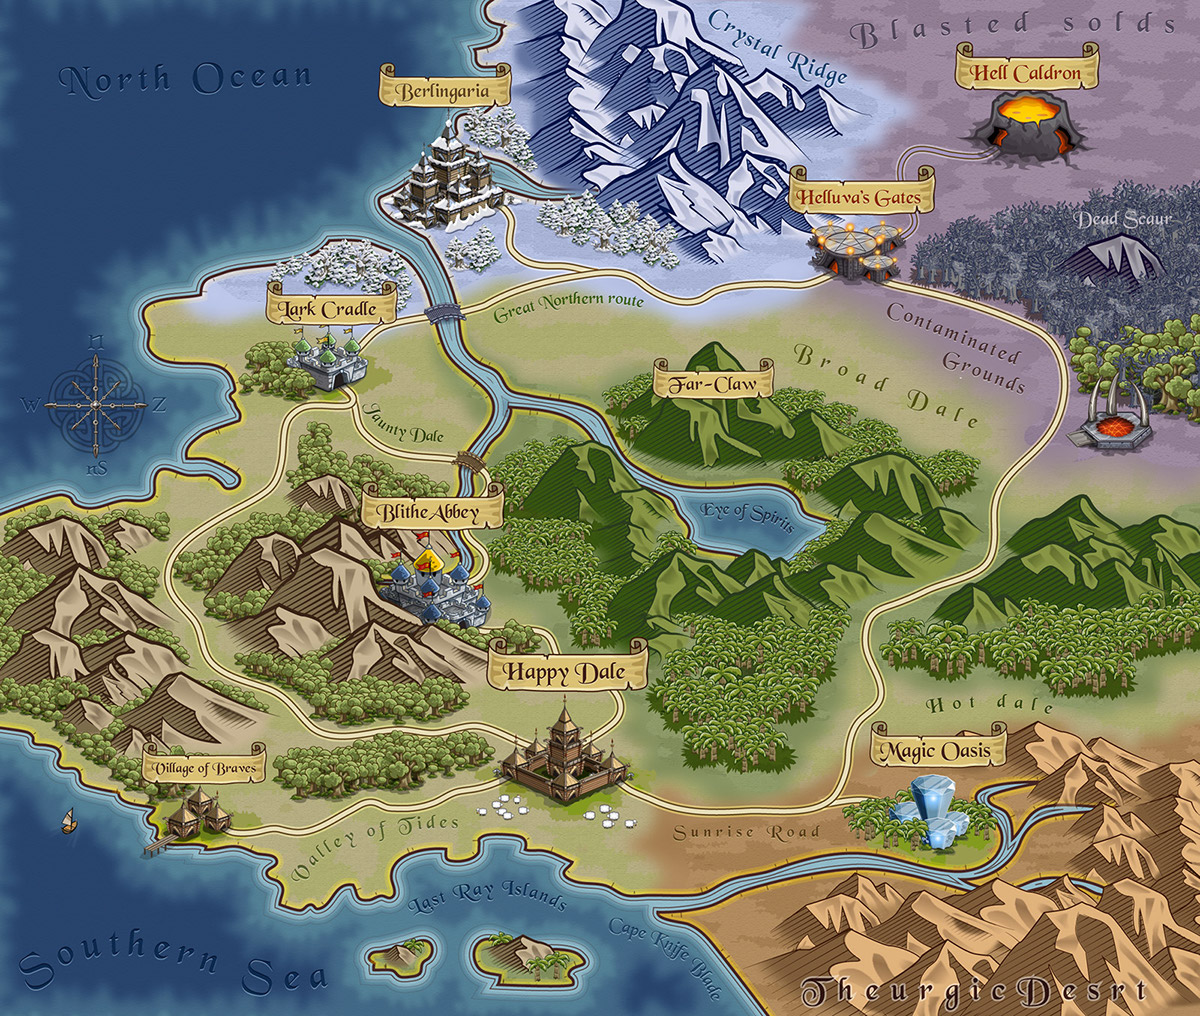 Blasted solds
Crystal Ridge
North Ocean
Hell Caldron
Berlingaria
Helluva's Gates
Dead Scaur
Lark Cradle
Great Northern route
Contaminated
Grounds
Broad Dale
n
W
Z
nS
Far-Claw
Jaunty Dale
Blithe Abbey
Eye of Spirits
Happy Dale
Hot dale
Magic Oasis
Village of Braves
Valley of Tides
Sunrise Road
Last Ray Islands
Cape Knife Blade
Southern Sea
Theurgic Desrt